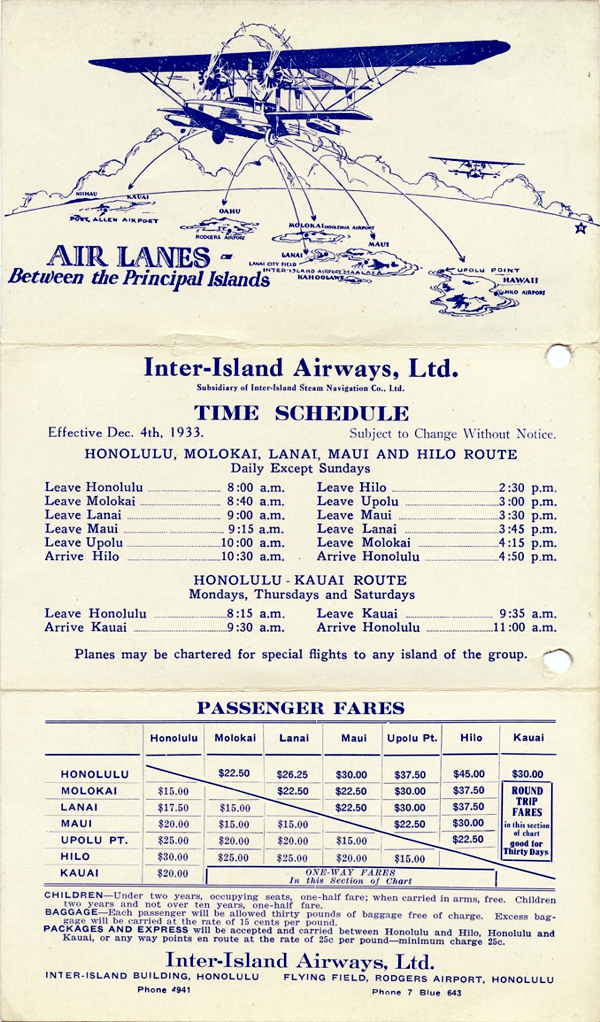 NIIHAU
KAUAI
PORT ALLEN AIRPORT
OAHU
RODGERS AIRPORT
MOLOKAI HOOLEHUA AIRPORT
MAUI
LANAI
LANAI CITY FIELD
INTER-ISLAND AIRPORT MAALAEA
KAHOOLAWE
UPOLU POINT
HAWAII
HILO AIRPORT
AIR LANES -
Between the Principal Islands
Inter-Island Airways, Ltd.
Subsidiary of Inter-Island Steam Navigation Co., Ltd.
TIME SCHEDULE
Effective Dec. 4th, 1933. Subject to Change Without Notice.
HONOLULU, MOLOKAI, LANAI, MAUI AND HILO ROUTE
Daily Except Sundays
Leave Honolulu 8:00 a.m. Leave Hilo 2:30 p.m.
Leave Molokai 8:40 a.m. Leave Upolu 3:00 p.m.
Leave Lanai 9:00 a.m. Leave Maui 3:30 p.m.
Leave Maui 9:15 a.m. Leave Lanai 3:45 p.m.
Leave Upolu 10:00 a.m. Leave Molokai 4:15 p.m.
Arrive Hilo 10:30 a.m. Arrive Honolulu 4:50 p.m.
HONOLULU - KAUAI ROUTE
Mondays, Thursdays and Saturdays
Leave Honolulu 8:15 a.m. Leave Kauai 9:35 a.m.
Arrive Kauai 9:30 a.m. Arrive Honolulu 11:00 a.m.
Planes may be chartered for special flights to any island of the group.
PASSENGER FARES
Honolulu Molokai Lanai Maui Upolu Pt. Hilo Kauai
HONOLULU $22.50 $26.25 $30.00 $37.50 $45.00 $30.00
MOLOKAI $15.00 $22.50 $22.50 $30.00 $37.50
LANAI $17.50 $15.00 $22.50 $30.00 $37.50
MAUI $20.00 $15.00 $15.00 $22.50 $30.00
UPOLU PT. $25.00 $20.00 $20.00 $15.00 $22.50
HILO $30.00 $25.00 $25.00 $20.00 $15.00
KAUAI $20.00
ROUND
TRIP
FARES
in this section
of chart
good for
Thirty Days
ONE-WAY FARES
In this Section of Chart
CHILDREN—Under two years, occupying seats, one-half fare; when carried in arms, free. Children
two years and not over ten years, one-half fare.
BAGGAGE—Each passenger will be allowed thirty pounds of baggage free of charge. Excess bag-
gage will be carried at the rate of 15 cents per pound.
PACKAGES AND EXPRESS will be accepted and carried between Honolulu and Hilo, Honolulu and
Kauai, or any way points en route at the rate of 25c per pound—minimum charge 25c.
Inter-Island Airways, Ltd.
INTER-ISLAND BUILDING, HONOLULU FLYING FIELD, RODGERS AIRPORT, HONOLULU
Phone 4941 Phone 7 Blue 643